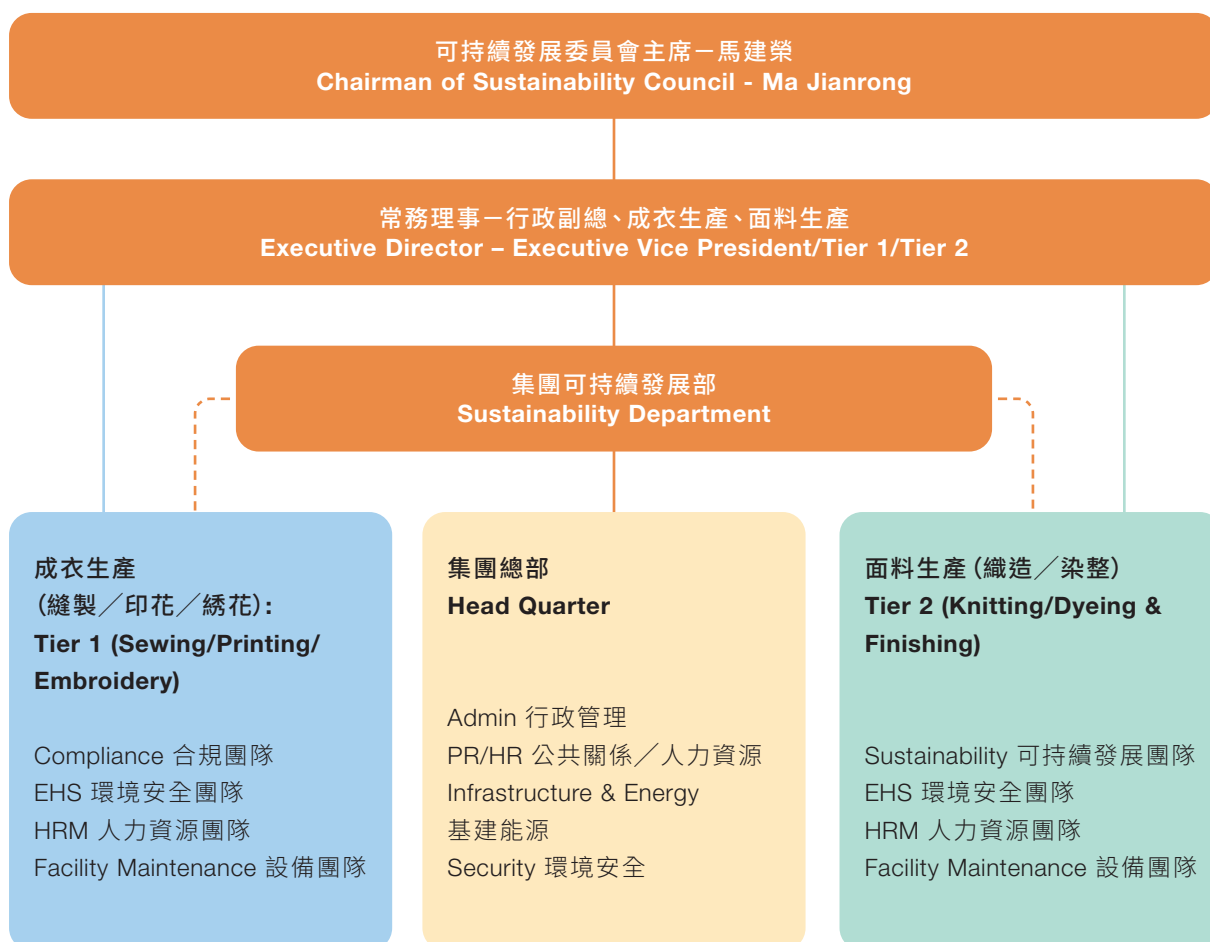 可持續發展委員會主席－馬建榮
Chairman of Sustainability Council - Ma Jianrong
常務理事－行政副總、成衣生產、面料生產
Executive Director – Executive Vice President/Tier 1/Tier 2
集團可持續發展部
Sustainability Department
成衣生產
（縫製／印花／綉花）：
Tier 1 (Sewing/Printing/
Embroidery)
Compliance 合規團隊
EHS 環境安全團隊
HRM 人力資源團隊
Facility Maintenance 設備團隊
集團總部
Head Quarter
Admin 行政管理
PR/HR 公共關係／人力資源
Infrastructure & Energy
基建能源
Security 環境安全
面料生產（織造／染整）
Tier 2 (Knitting/Dyeing &
Finishing)
Sustainability 可持續發展團隊
EHS 環境安全團隊
HRM 人力資源團隊
Facility Maintenance 設備團隊